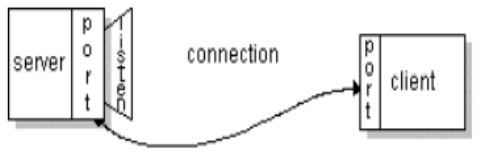 server
port
listen
connection
port
client